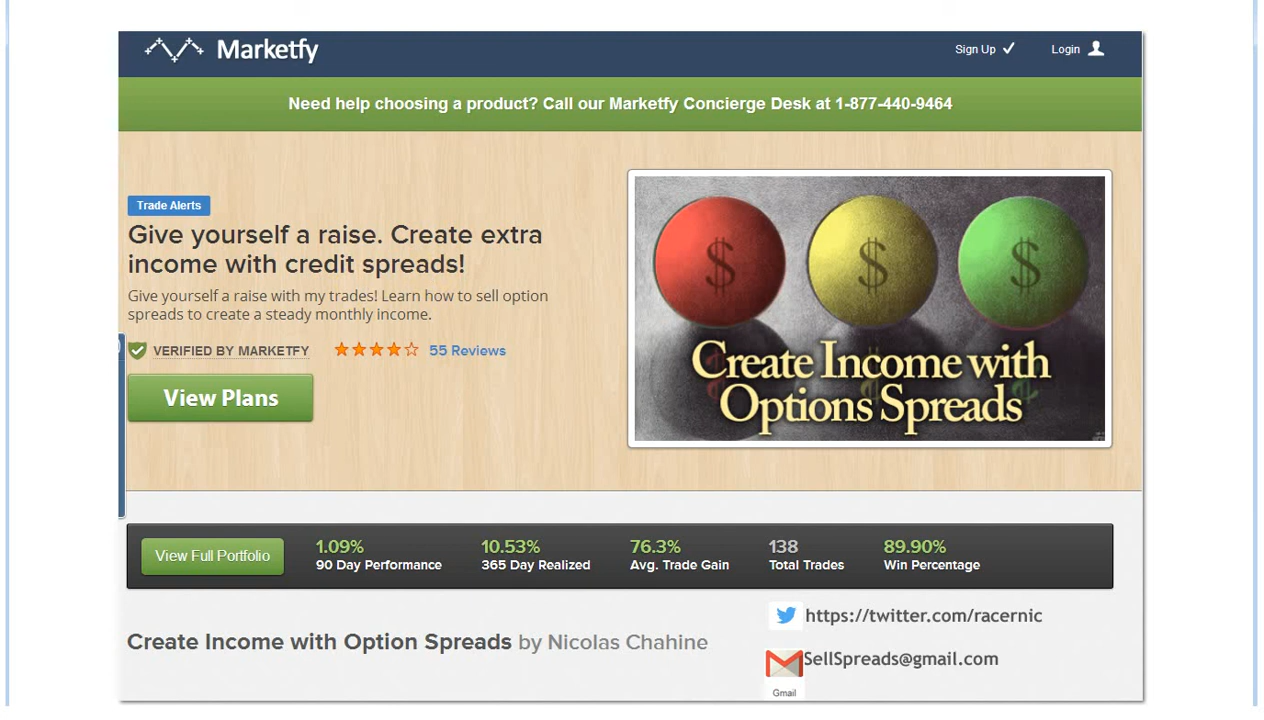 Marketfy
Sign Up
Login
Need help choosing a product? Call our Marketfy Concierge Desk at 1-877-440-9464
Trade Alerts
Give yourself a raise. Create extra
income with credit spreads!
Give yourself a raise with my trades! Learn how to sell option
spreads to create a steady monthly income.
VERIFIED BY MARKETFY
55 Reviews
View Plans
$ $ $
Create Income with
Options Spreads
View Full Portfolio
1.09%
90 Day Performance
10.53%
365 Day Realized
76.3%
Avg. Trade Gain
138
Total Trades
89.90%
Win Percentage
https://twitter.com/racernic
Create Income with Option Spreads by Nicolas Chahine
SellSpreads@gmail.com
Gmail